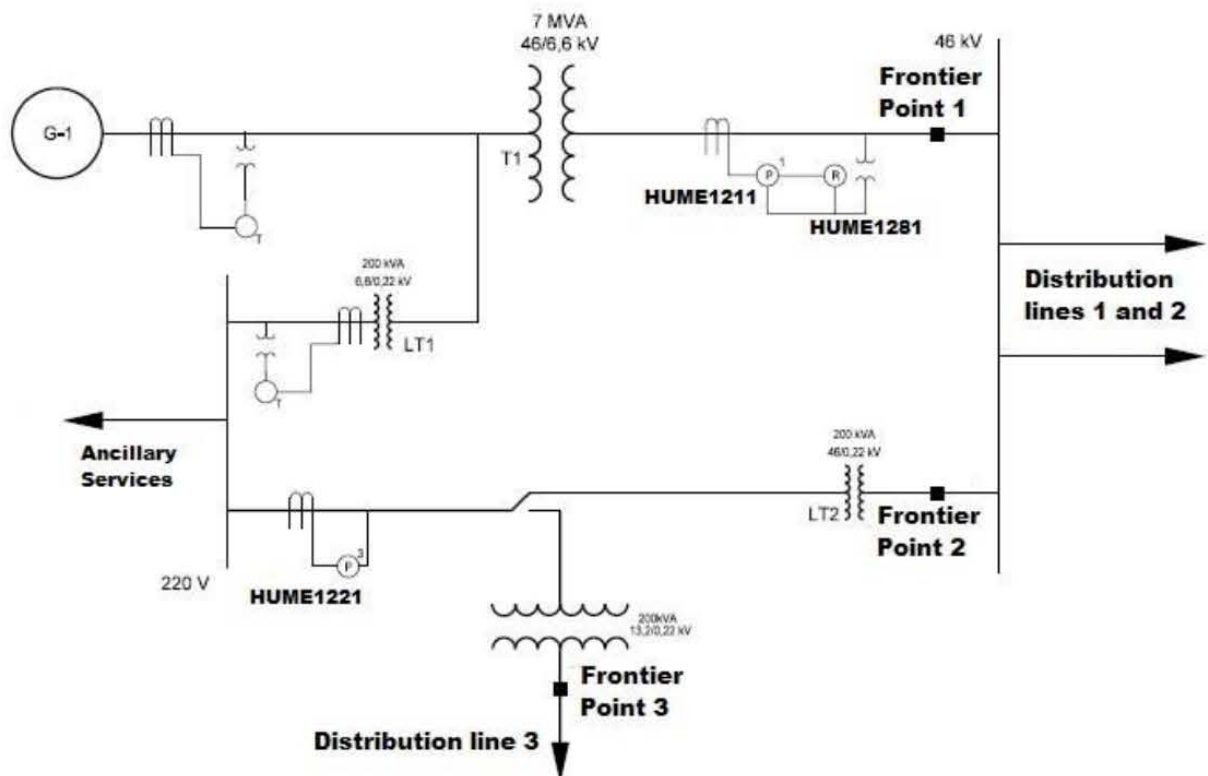 7 MVA
46/6,6 kV
46 kV
Frontier
Point 1
G-1
T1
1
P
R
HUME1211
HUME1281
T
200 kVA
6,6/0,22 kV
LT1
T
Distribution
lines 1 and 2
Ancillary
Services
200 kVA
46/0,22 kV
LT2
Frontier
Point 2
3
P
220 V
HUME1221
200kVA
13,2/0,22 kV
Frontier
Point 3
Distribution line 3